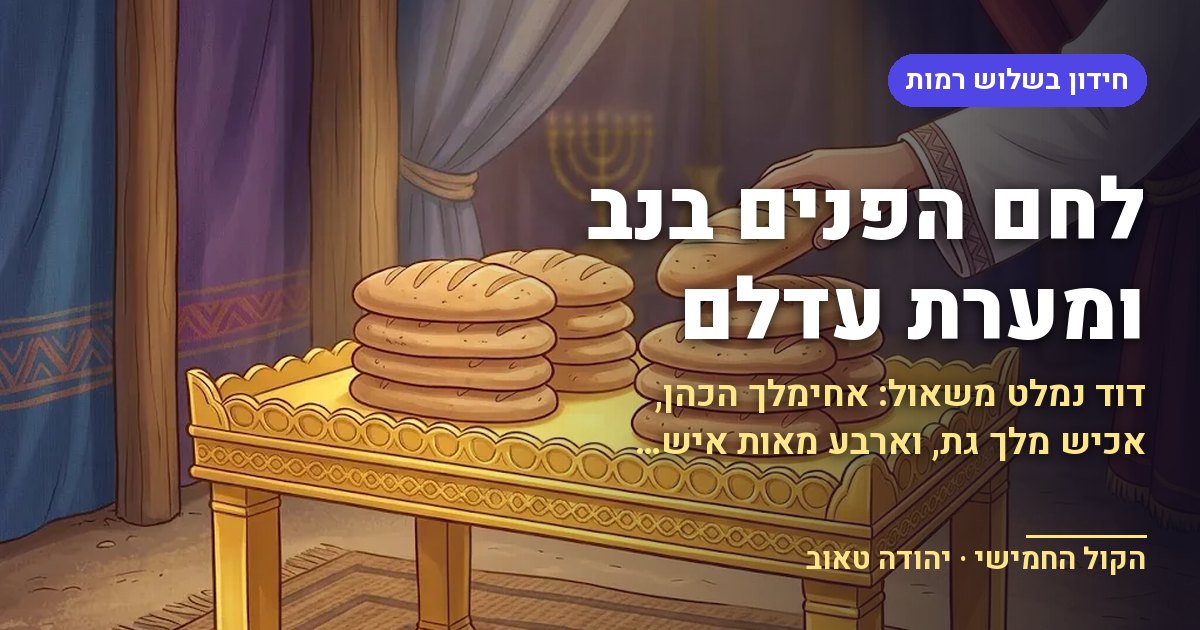 חידון בשלוש רמות
לחם הפנים בנב
ומערת עדלם
דוד נמלט משאול: אחימלך הכהן,
אכיש מלך גת, וארבע מאות איש...
הקול החמישי · יהודה טאוב